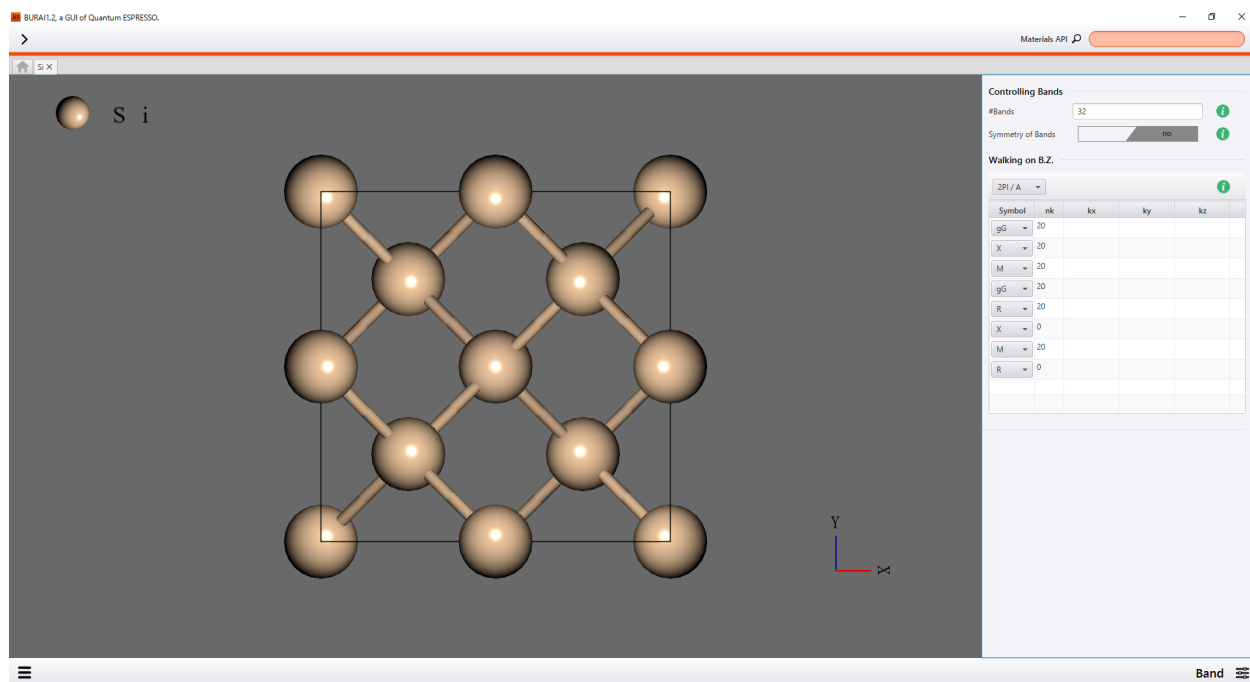 BURAI1.2, a GUI of Quantum ESPRESSO.
Materials API
Si
S i
Controlling Bands
#Bands 32
Symmetry of Bands no
Walking on B.Z.
2PI / A
Symbol nk kx ky kz
gG 20
X 20
M 20
gG 20
R 20
X 0
M 20
R 0
Y
X
Band